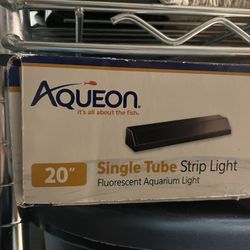 AQUEON
it's all about the fish.
20" Single Tube Strip Light
Fluorescent Aquarium Light